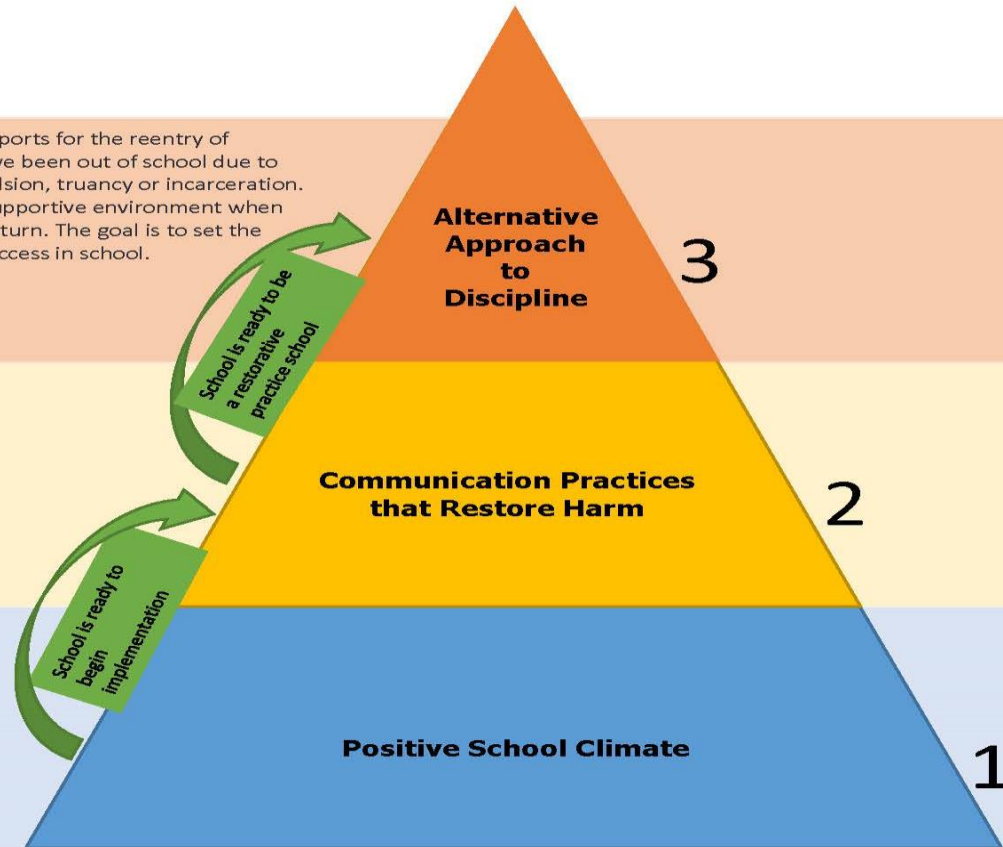 ports for the reentry of
ve been out of school due to
lsion, truancy or incarceration.
upportive environment when
turn. The goal is to set the
ccess in school.
Alternative
Approach
to
Discipline
3
School is ready to be
a restorative
practice school
Communication Practices
that Restore Harm
2
School is ready to
begin
implementation
Positive School Climate
1